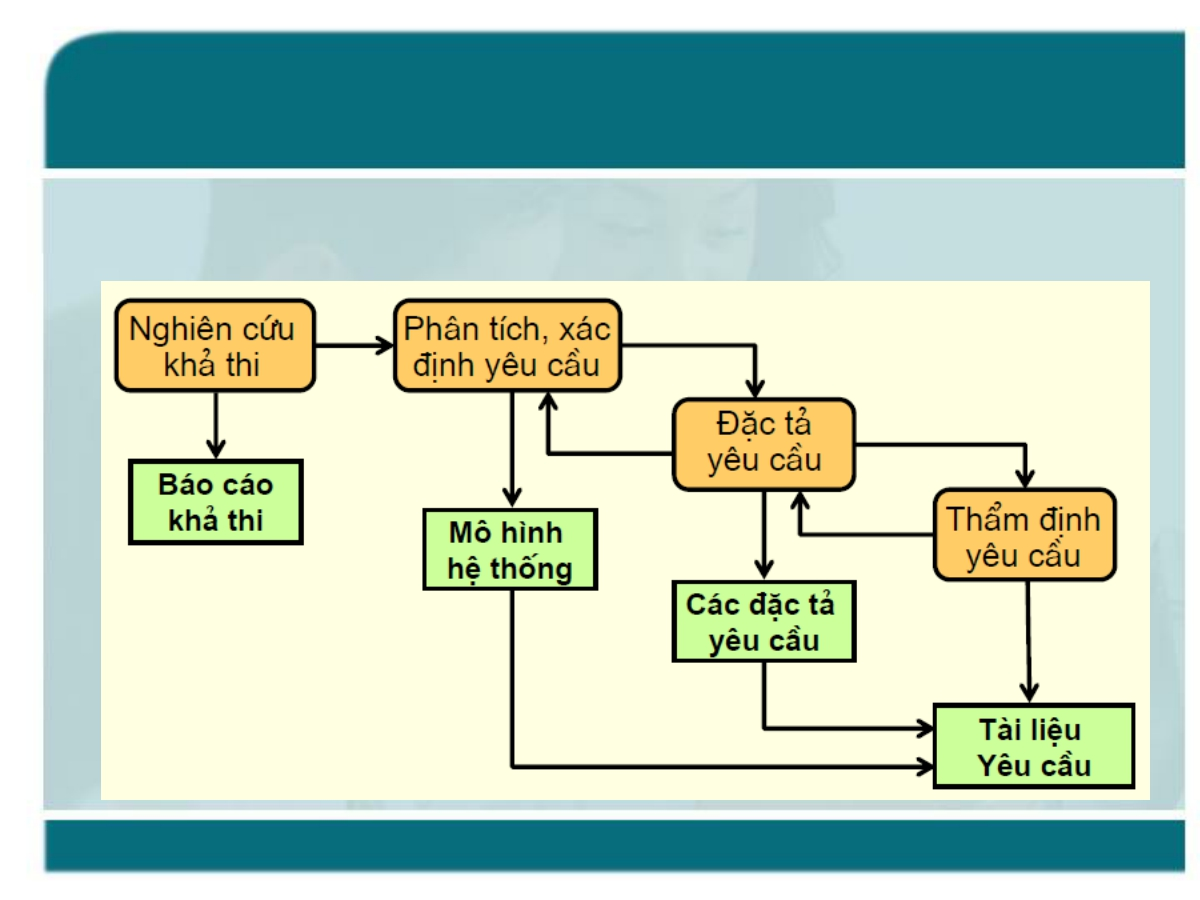 Nghiên cứu
khả thi
Phân tích, xác
định yêu cầu
Đặc tả
yêu cầu
Thẩm định
yêu cầu
Báo cáo
khả thi
Mô hình
hệ thống
Các đặc tả
yêu cầu
Tài liệu
Yêu cầu